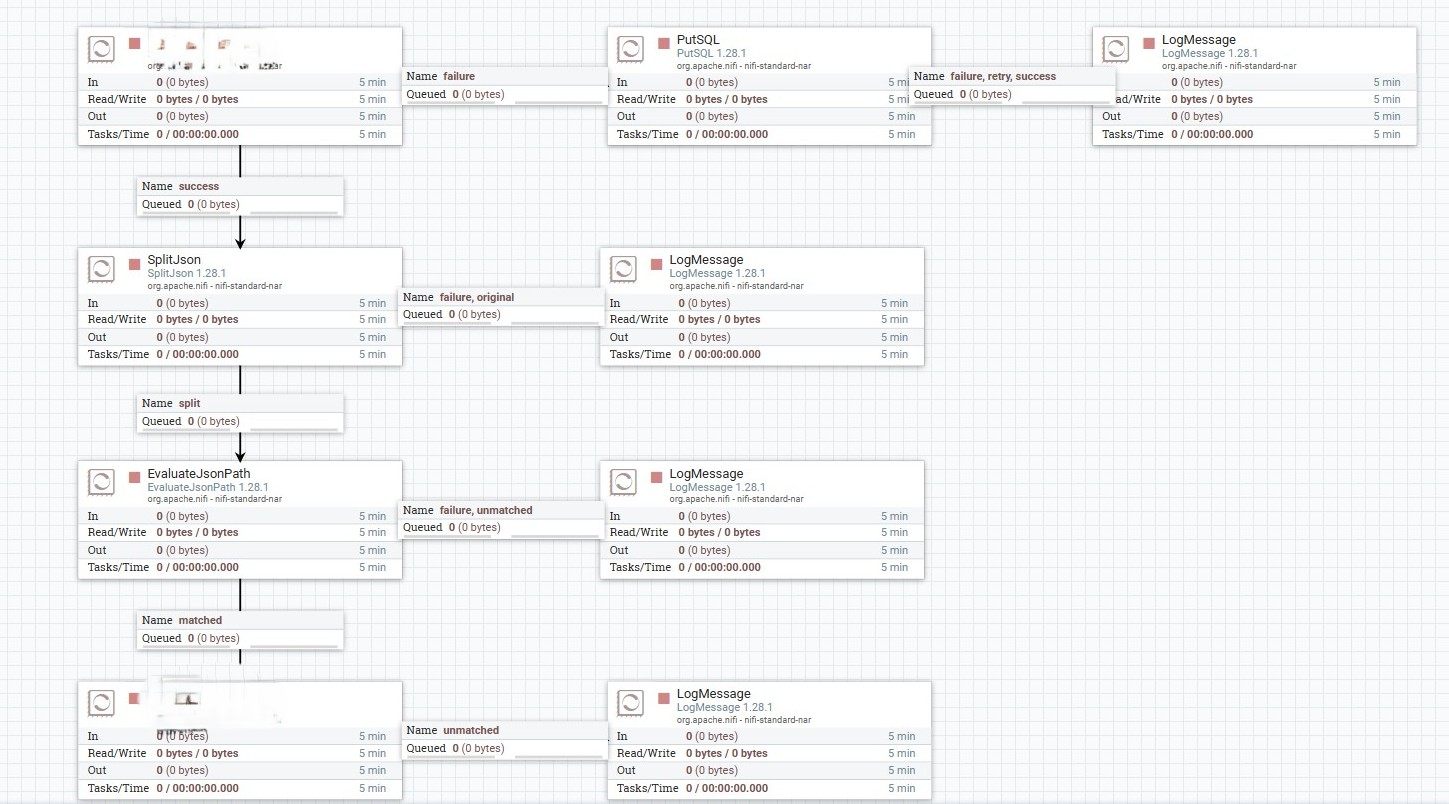 In 0 (0 bytes) 5 min
Read/Write 0 bytes / 0 bytes 5 min
Out 0 (0 bytes) 5 min
Tasks/Time 0 / 00:00:00.000 5 min
Name failure
Queued 0 (0 bytes)
PutSQL
PutSQL 1.28.1
org.apache.nifi - nifi-standard-nar
In 0 (0 bytes) 5 min
Read/Write 0 bytes / 0 bytes 5 min
Out 0 (0 bytes) 5 min
Tasks/Time 0 / 00:00:00.000 5 min
Name failure, retry, success
Queued 0 (0 bytes)
LogMessage
LogMessage 1.28.1
org.apache.nifi - nifi-standard-nar
0 (0 bytes) 5 min
ad/Write 0 bytes / 0 bytes 5 min
Out 0 (0 bytes) 5 min
Tasks/Time 0 / 00:00:00.000 5 min
Name success
Queued 0 (0 bytes)
SplitJson
SplitJson 1.28.1
org.apache.nifi - nifi-standard-nar
In 0 (0 bytes) 5 min
Read/Write 0 bytes / 0 bytes 5 min
Out 0 (0 bytes) 5 min
Tasks/Time 0 / 00:00:00.000 5 min
Name failure, original
Queued 0 (0 bytes)
LogMessage
LogMessage 1.28.1
org.apache.nifi - nifi-standard-nar
In 0 (0 bytes) 5 min
Read/Write 0 bytes / 0 bytes 5 min
Out 0 (0 bytes) 5 min
Tasks/Time 0 / 00:00:00.000 5 min
Name split
Queued 0 (0 bytes)
EvaluateJsonPath
EvaluateJsonPath 1.28.1
org.apache.nifi - nifi-standard-nar
In 0 (0 bytes) 5 min
Read/Write 0 bytes / 0 bytes 5 min
Out 0 (0 bytes) 5 min
Tasks/Time 0 / 00:00:00.000 5 min
Name failure, unmatched
Queued 0 (0 bytes)
LogMessage
LogMessage 1.28.1
org.apache.nifi - nifi-standard-nar
In 0 (0 bytes) 5 min
Read/Write 0 bytes / 0 bytes 5 min
Out 0 (0 bytes) 5 min
Tasks/Time 0 / 00:00:00.000 5 min
Name matched
Queued 0 (0 bytes)
In 0 (0 bytes) 5 min
Read/Write 0 bytes / 0 bytes 5 min
Out 0 (0 bytes) 5 min
Tasks/Time 0 / 00:00:00.000 5 min
Name unmatched
Queued 0 (0 bytes)
LogMessage
LogMessage 1.28.1
org.apache.nifi - nifi-standard-nar
In 0 (0 bytes) 5 min
Read/Write 0 bytes / 0 bytes 5 min
Out 0 (0 bytes) 5 min
Tasks/Time 0 / 00:00:00.000 5 min